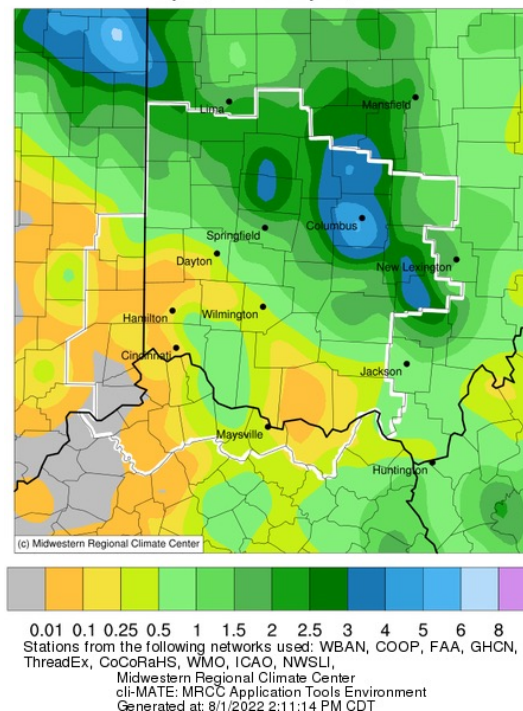 Lima
Mansfield
Columbus
Springfield
New Lexington
Dayton
Hamilton
Wilmington
Cincinnati
Jackson
Maysville
Huntington
(c) Midwestern Regional Climate Center
0.01 0.1 0.25 0.5 1 1.5 2 2.5 3 4 5 6 8
Stations from the following networks used: WBAN, COOP, FAA, GHCN,
ThreadEx, CoCoRaHS, WMO, ICAO, NWSLI,
Midwestern Regional Climate Center
cli-MATE: MRCC Application Tools Environment
Generated at: 8/1/2022 2:11:14 PM CDT